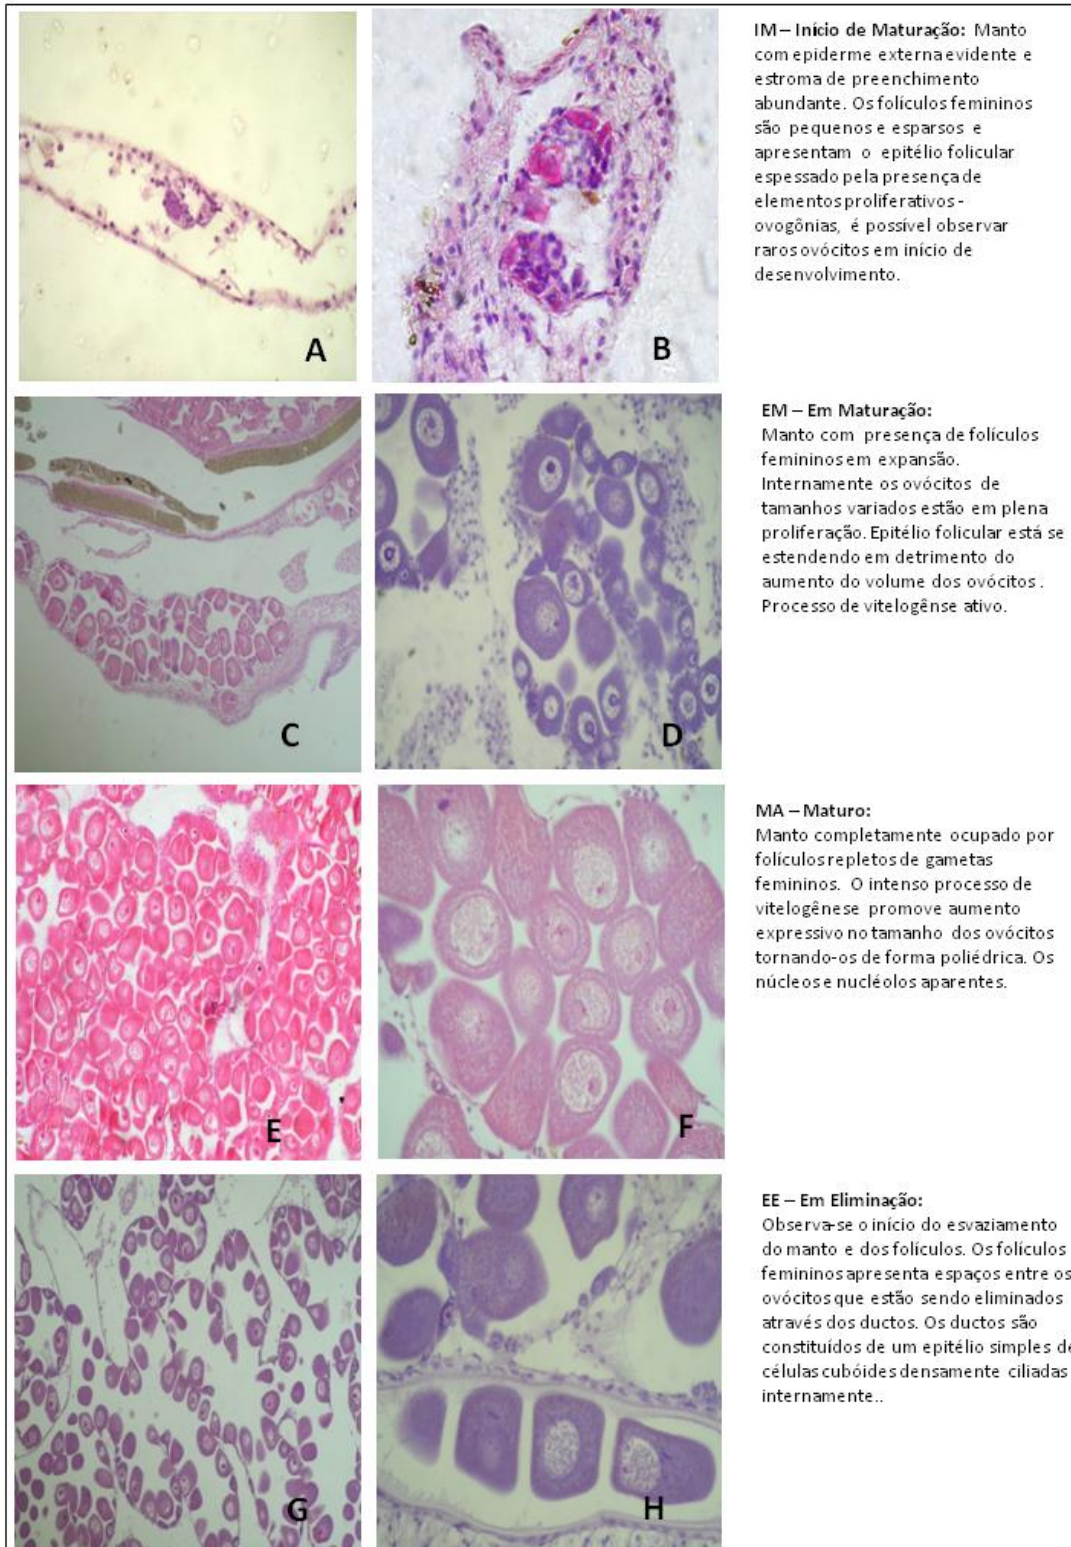 IM – Início de Maturação: Manto
com epiderme externa evidente e
estroma de preenchimento
abundante. Os folículos femininos
são pequenos e esparsos e
apresentam o epitélio folicular
espessado pela presença de
elementos proliferativos -
ovogônias, é possível observar
raros ovócitos em início de
desenvolvimento.
A
B
EM – Em Maturação:
Manto com presença de folículos
femininos em expansão.
Internamente os ovócitos de
tamanhos variados estão em plena
proliferação. Epitélio folicular está se
estendendo em detrimento do
aumento do volume dos ovócitos .
Processo de vitelogênse ativo.
C
D
MA – Maturo:
Manto completamente ocupado por
folículos repletos de gametas
femininos. O intenso processo de
vitelogênese promove aumento
expressivo no tamanho dos ovócitos
tornando-os de forma poliédrica. Os
núcleos e nucléolos aparentes.
E
F
EE – Em Eliminação:
Observa-se o início do esvaziamento
do manto e dos folículos. Os folículos
femininos apresenta espaços entre os
ovócitos que estão sendo eliminados
através dos ductos. Os ductos são
constituídos de um epitélio simples de
células cubóides densamente ciliadas
internamente..
G
H